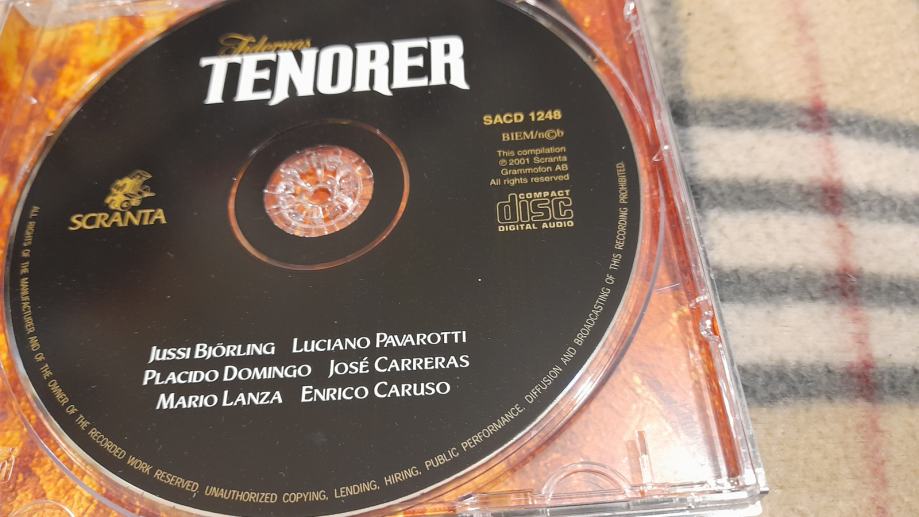 Tidernas
TENORER
SACD 1248
BIEM/n©b
This compilation
℗ 2001 Scranta
Grammofon AB
All rights reserved
COMPACT
disc
DIGITAL AUDIO
SCRANTA
JUSSI BJÖRLING LUCIANO PAVAROTTI
PLACIDO DOMINGO JOSÉ CARRERAS
MARIO LANZA ENRICO CARUSO
ALL RIGHTS OF THE MANUFACTURER AND OF THE OWNER OF THE RECORDED WORK RESERVED. UNAUTHORIZED COPYING, LENDING, HIRING, PUBLIC PERFORMANCE, DIFFUSION AND BROADCASTING OF THIS RECORDING PROHIBITED.